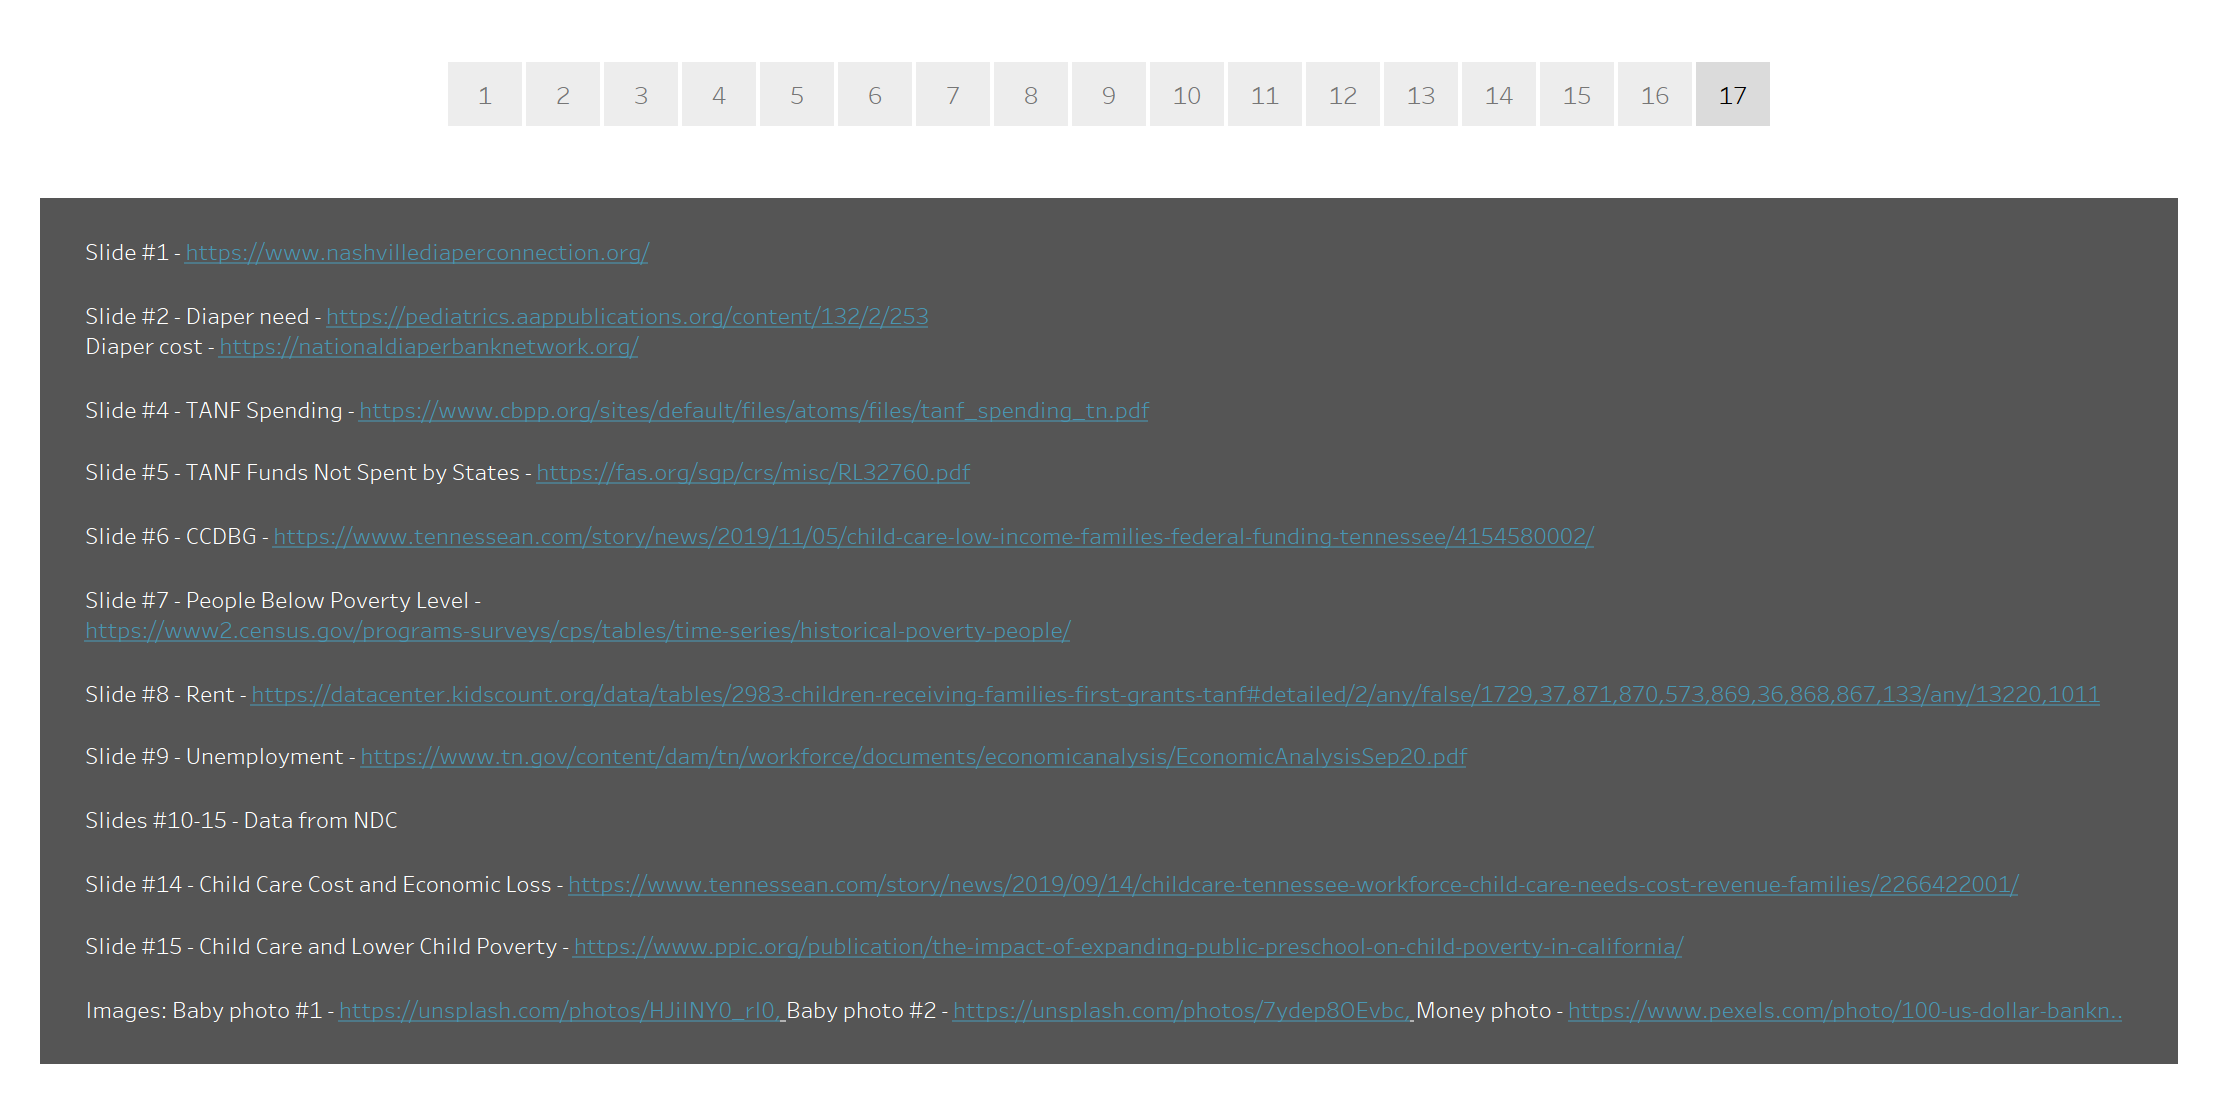 1 2 3 4 5 6 7 8 9 10 11 12 13 14 15 16 17
Slide #1 - https://www.nashvillediaperconnection.org/
Slide #2 - Diaper need - https://pediatrics.aappublications.org/content/132/2/253
Diaper cost - https://nationaldiaperbanknetwork.org/
Slide #4 - TANF Spending - https://www.cbpp.org/sites/default/files/atoms/files/tanf_spending_tn.pdf
Slide #5 - TANF Funds Not Spent by States - https://fas.org/sgp/crs/misc/RL32760.pdf
Slide #6 - CCDBG - https://www.tennessean.com/story/news/2019/11/05/child-care-low-income-families-federal-funding-tennessee/4154580002/
Slide #7 - People Below Poverty Level -
https://www2.census.gov/programs-surveys/cps/tables/time-series/historical-poverty-people/
Slide #8 - Rent - https://datacenter.kidscount.org/data/tables/2983-children-receiving-families-first-grants-tanf#detailed/2/any/false/1729,37,871,870,573,869,36,868,867,133/any/13220,1011
Slide #9 - Unemployment - https://www.tn.gov/content/dam/tn/workforce/documents/economicanalysis/EconomicAnalysisSep20.pdf
Slides #10-15 - Data from NDC
Slide #14 - Child Care Cost and Economic Loss - https://www.tennessean.com/story/news/2019/09/14/childcare-tennessee-workforce-child-care-needs-cost-revenue-families/2266422001/
Slide #15 - Child Care and Lower Child Poverty - https://www.ppic.org/publication/the-impact-of-expanding-public-preschool-on-child-poverty-in-california/
Images: Baby photo #1 - https://unsplash.com/photos/HJiINY0_rI0, Baby photo #2 - https://unsplash.com/photos/7ydep8OEvbc, Money photo - https://www.pexels.com/photo/100-us-dollar-bankn..